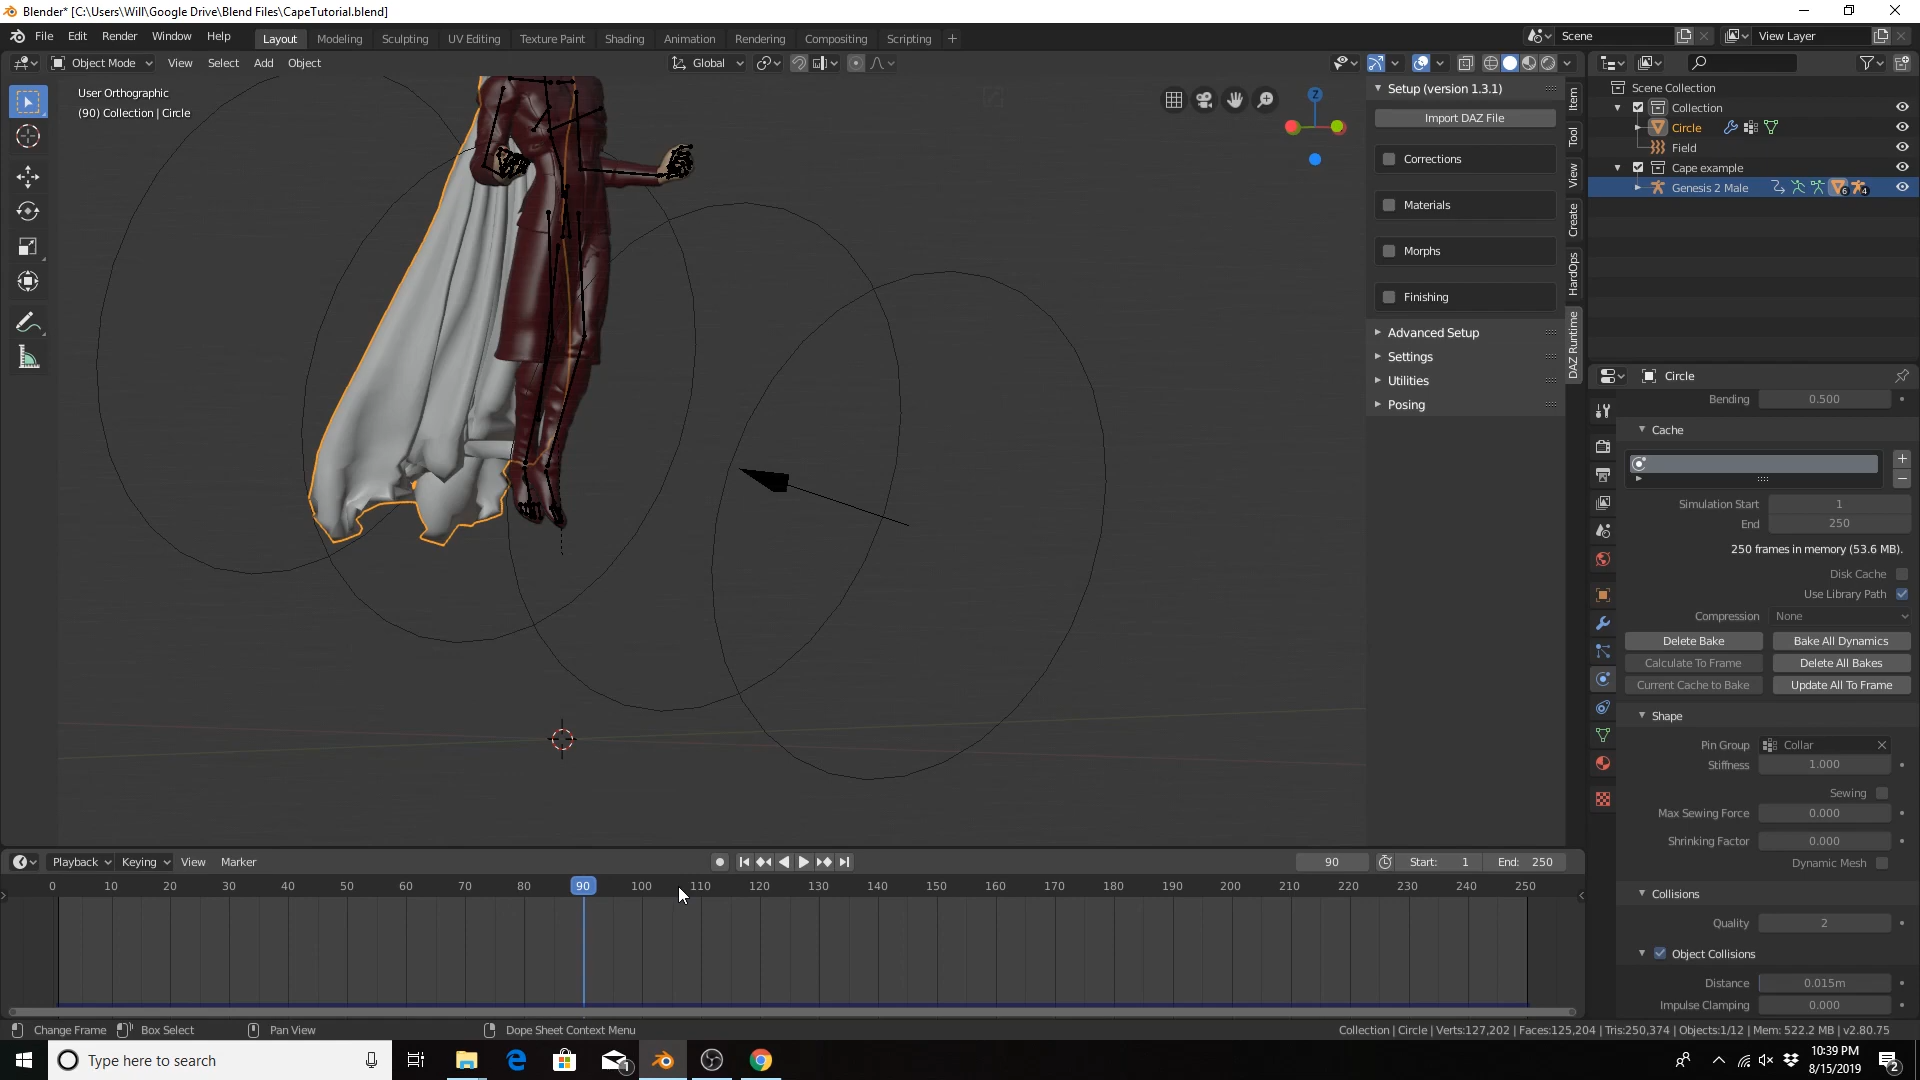 Blender* [C:\Users\Will\Google Drive\Blend Files\CapeTutorial.blend]
File Edit Render Window Help Layout Modeling Sculpting UV Editing Texture Paint Shading Animation Rendering Compositing Scripting + Scene View Layer
Object Mode View Select Add Object Global
User Orthographic
(90) Collection | Circle
Z
Setup (version 1.3.1)
Import DAZ File
Corrections
Materials
Morphs
Finishing
Advanced Setup
Settings
Utilities
Posing
Item
Tool
View
Create
HardOps
DAZ Runtime
Scene Collection
Collection
Circle
Field
Cape example
Genesis 2 Male 6 4
Circle
Bending 0.500
Cache
Simulation Start 1
End 250
250 frames in memory (53.6 MB).
Disk Cache
Use Library Path
Compression None
Delete Bake Bake All Dynamics
Calculate To Frame Delete All Bakes
Current Cache to Bake Update All To Frame
Shape
Pin Group Collar
Stiffness 1.000
Sewing
Max Sewing Force 0.000
Shrinking Factor 0.000
Dynamic Mesh
Collisions
Quality 2
Object Collisions
Distance 0.015m
Impulse Clamping 0.000
Playback Keying View Marker 90 Start: 1 End: 250
0 10 20 30 40 50 60 70 80 90 100 110 120 130 140 150 160 170 180 190 200 210 220 230 240 250
Change Frame Box Select Pan View Dope Sheet Context Menu Collection | Circle | Verts:127,202 | Faces:125,204 | Tris:250,374 | Objects:1/12 | Mem: 522.2 MB | v2.80.75
Type here to search 1 10:39 PM
8/15/2019 2